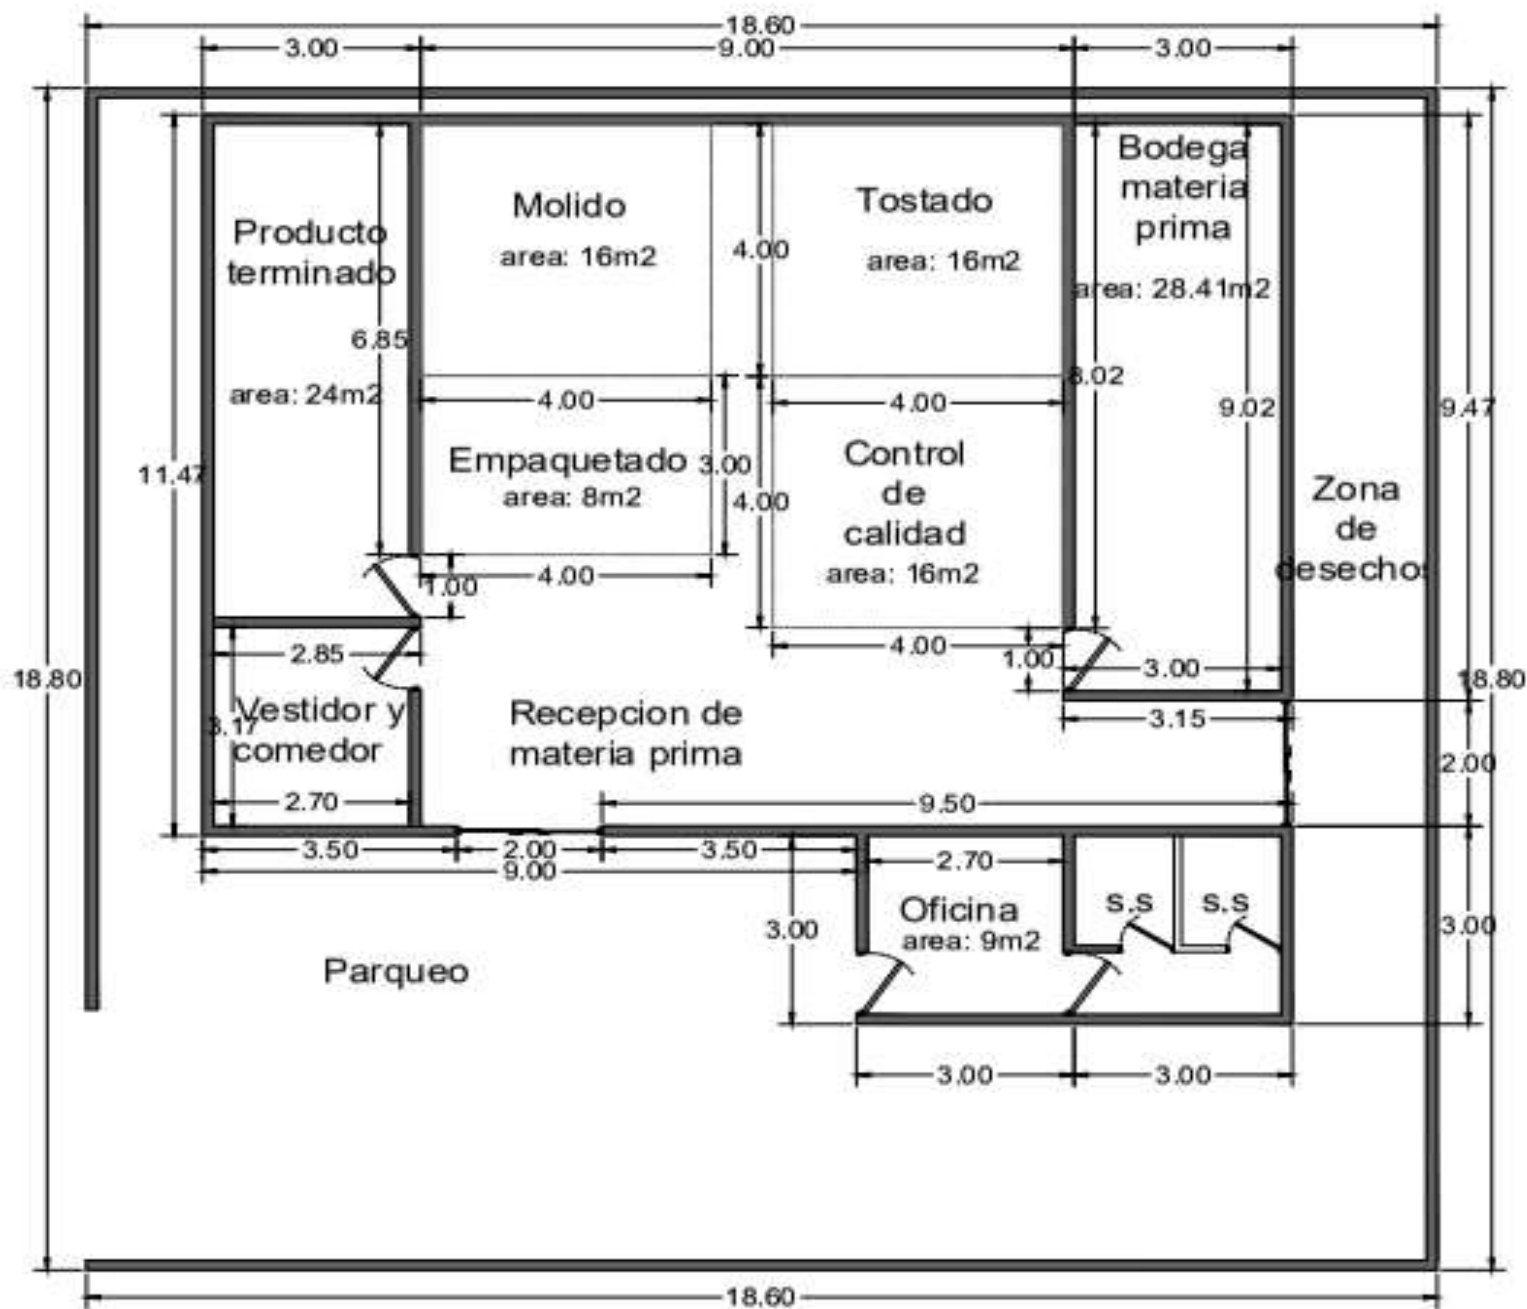 18.60
3.00
9.00
3.00
Producto
terminado
area: 24m2
6.85
Molido
area: 16m2
4.00
Tostado
area: 16m2
Bodega
materia
prima
area: 28.41m2
8.02
9.02
9.47
11.47
4.00
4.00
Empaquetado
area: 8m2
3.00
4.00
Control
de
calidad
area: 16m2
Zona
de
desechos
4.00
1.00
4.00
1.00
3.00
3.15
2.85
18.80
18.80
Vestidor y
comedor
3.17
2.70
Recepcion de
materia prima
2.00
9.50
3.50
2.00
3.50
9.00
2.70
Oficina
area: 9m2
3.00
s.s
s.s
3.00
Parqueo
3.00
3.00
18.60